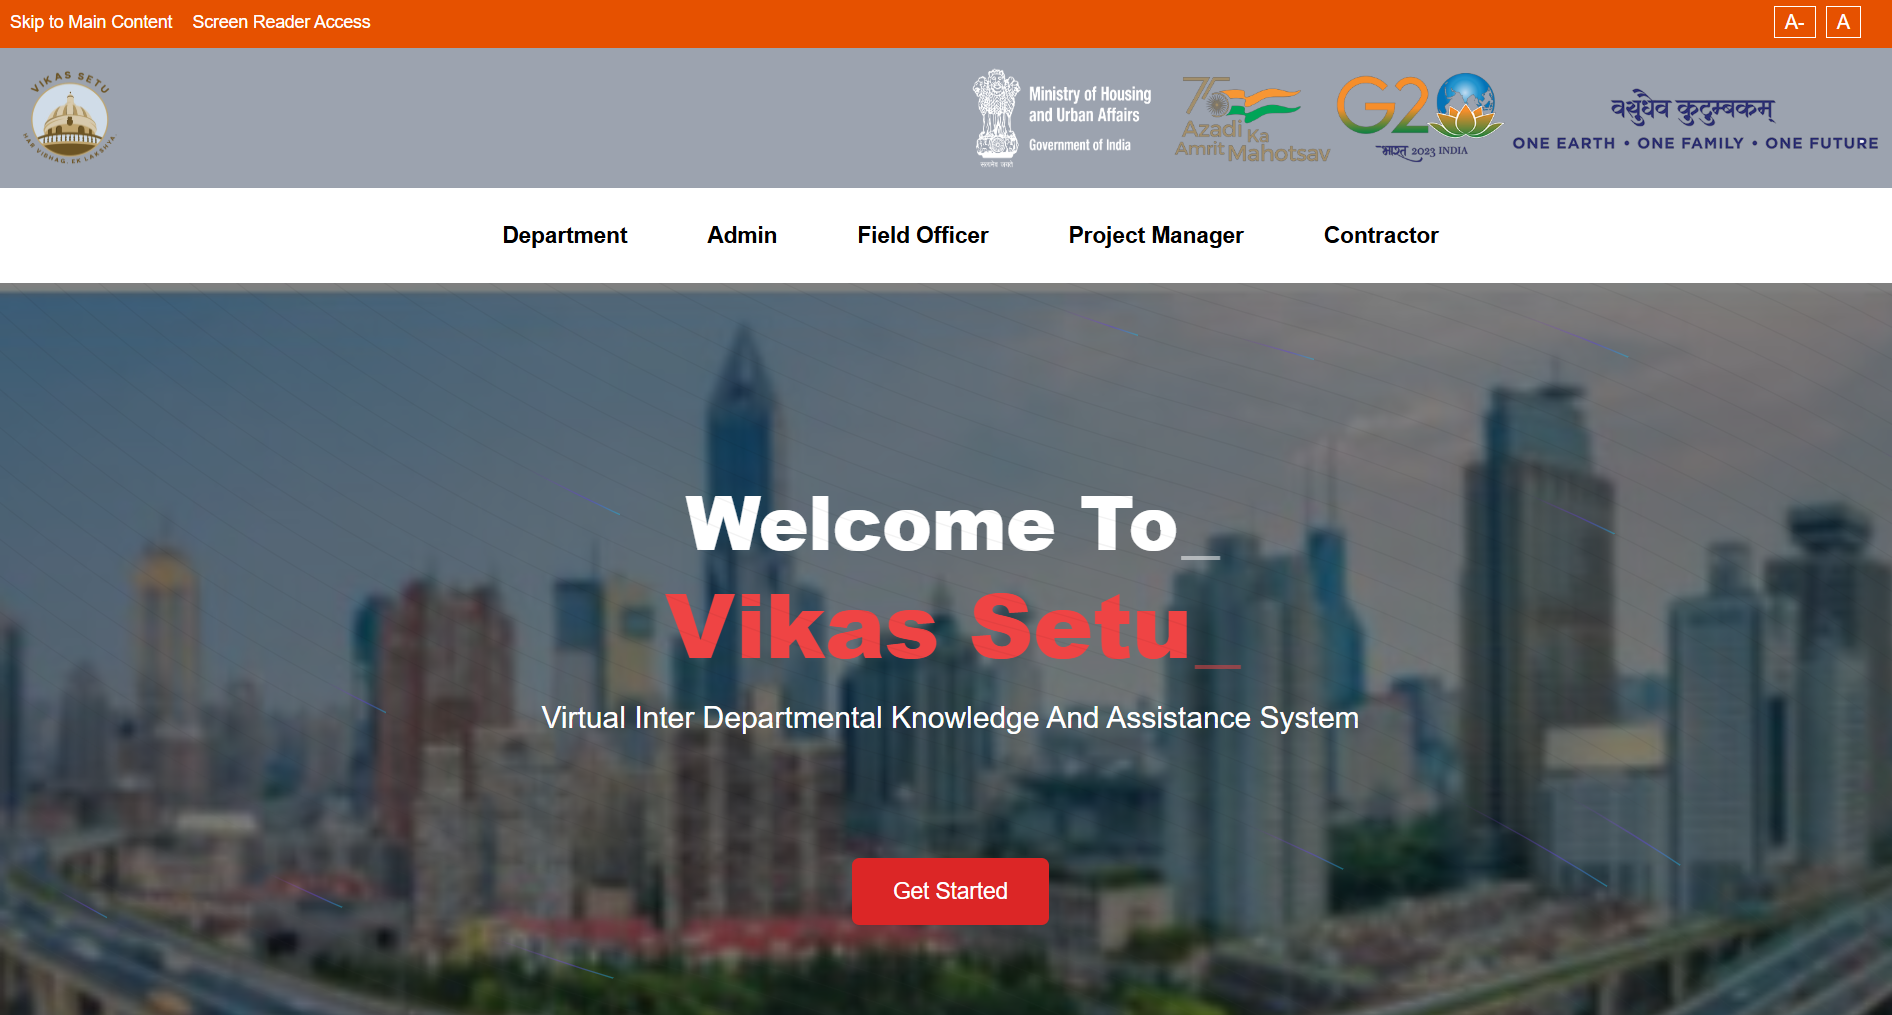 Skip to Main Content Screen Reader Access A- A
VIKAS SETU
HAR VIBHAG, EK LAKSHYA
Ministry of Housing
and Urban Affairs
Government of India
सत्यमेव जयते
75
Azadi Ka
Amrit Mahotsav
G20
भारत 2023 INDIA
वसुधैव कुटुम्बकम्
ONE EARTH • ONE FAMILY • ONE FUTURE
Department Admin Field Officer Project Manager Contractor
Welcome To_
Vikas Setu_
Virtual Inter Departmental Knowledge And Assistance System
Get Started